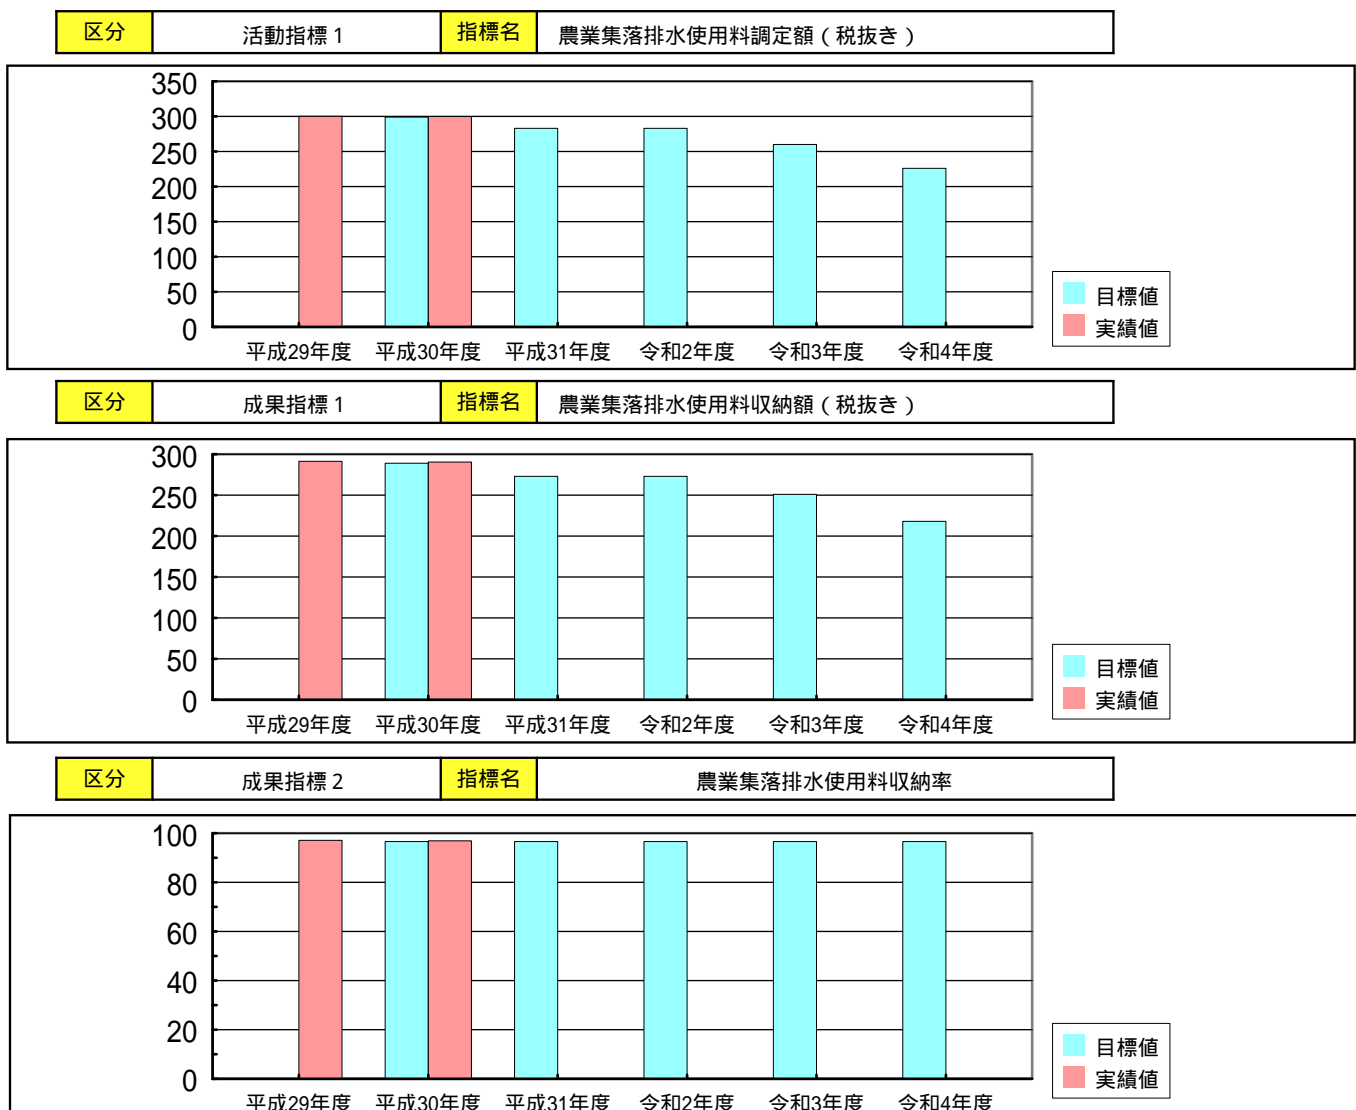 区分 活動指標1 指標名 農業集落排水使用料調定額(税抜き)
350
300
250
200
150
100
50
0
平成29年度 平成30年度 平成31年度 令和2年度 令和3年度 令和4年度
目標値
実績値
区分 成果指標1 指標名 農業集落排水使用料収納額(税抜き)
300
250
200
150
100
50
0
平成29年度 平成30年度 平成31年度 令和2年度 令和3年度 令和4年度
目標値
実績値
区分 成果指標2 指標名 農業集落排水使用料収納率
100
80
60
40
20
0
平成29年度 平成30年度 平成31年度 令和2年度 令和3年度 令和4年度
目標値
実績値